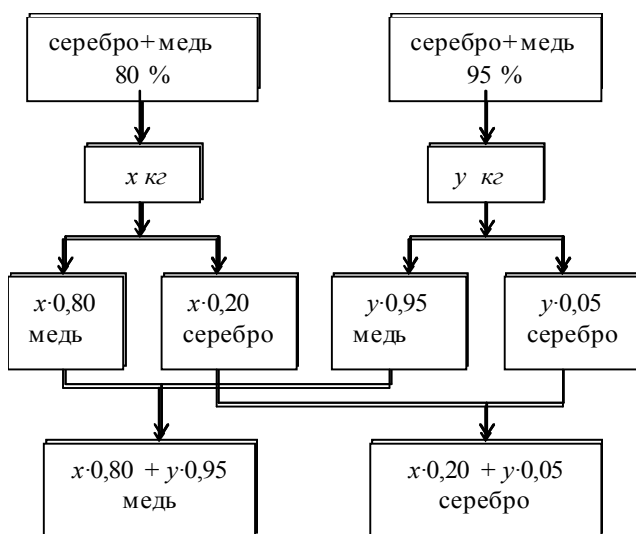 серебро+медь
80 %
серебро+медь
95 %
x кг
y кг
x·0,80
медь
x·0,20
серебро
y·0,95
медь
y·0,05
серебро
x·0,80 + y·0,95
медь
x·0,20 + y·0,05
серебро